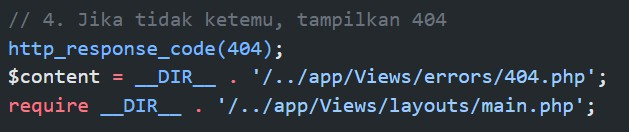 // 4. Jika tidak ketemu, tampilkan 404
http_response_code(404);
$content = __DIR__ . '/../app/Views/errors/404.php';
require __DIR__ . '/../app/Views/layouts/main.php';